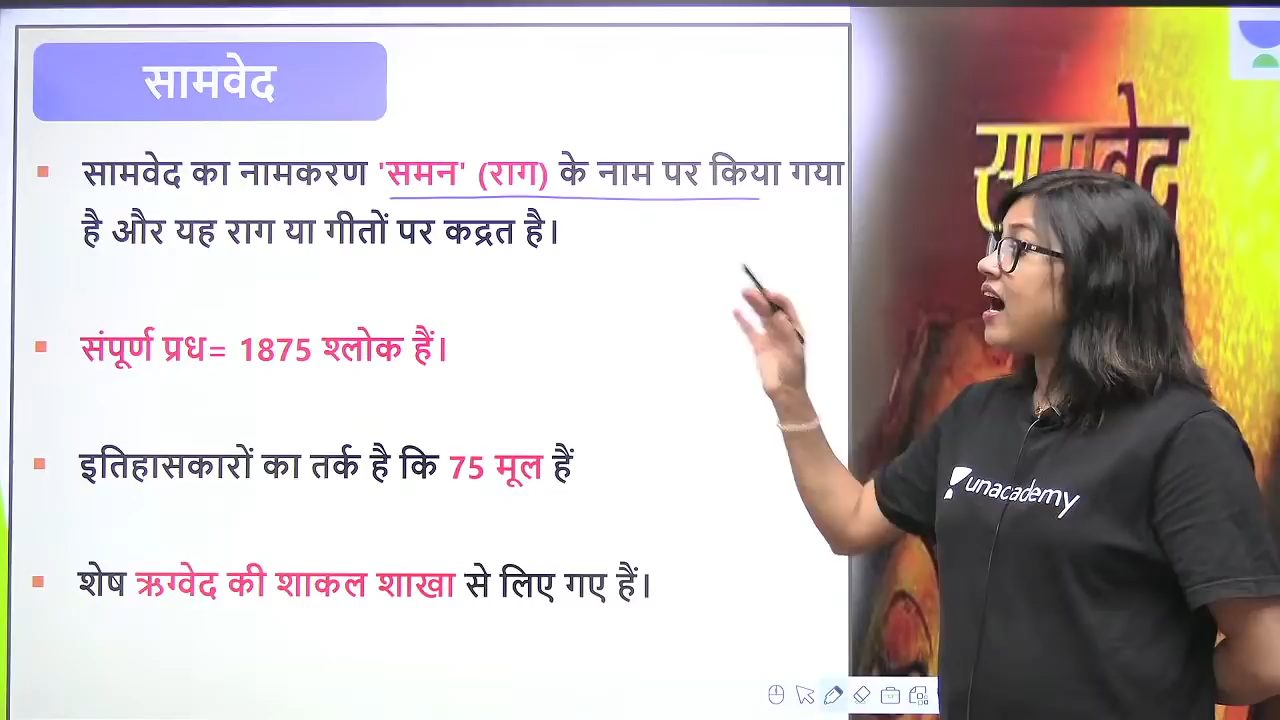 सामवेद
सामवेद का नामकरण 'समन' (राग) के नाम पर किया गया
है और यह राग या गीतों पर कद्रत है।
संपूर्ण प्रध= 1875 श्लोक हैं।
इतिहासकारों का तर्क है कि 75 मूल हैं
शेष ऋग्वेद की शाकल शाखा से लिए गए हैं।
सामवेद
unacademy